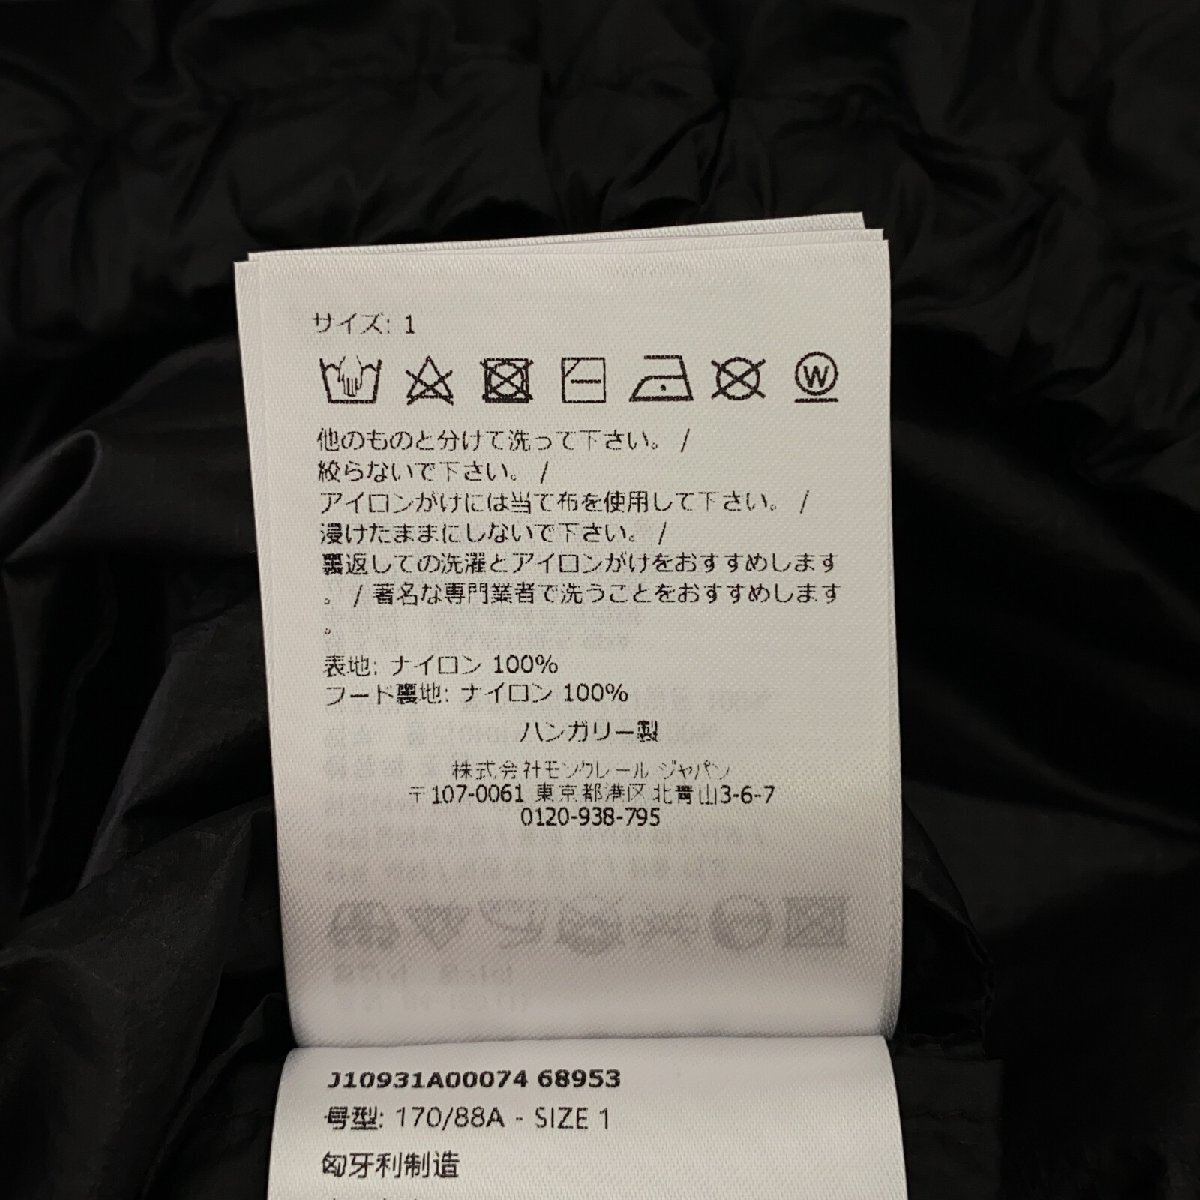 サイズ: 1
W
他のものと分けて洗って下さい。 /
絞らないで下さい。 /
アイロンがけには当て布を使用して下さい。 /
浸けたままにしないで下さい。 /
裏返しての洗濯とアイロンがけをおすすめします
。 / 著名な専門業者で洗うことをおすすめします
。
表地: ナイロン 100%
フード裏地: ナイロン 100%
ハンガリー製
株式会社モンクレール ジャパン
〒107-0061 東京都港区北青山3-6-7
0120-938-795
J10931A00074 68953
号型: 170/88A - SIZE 1
匈牙利制造